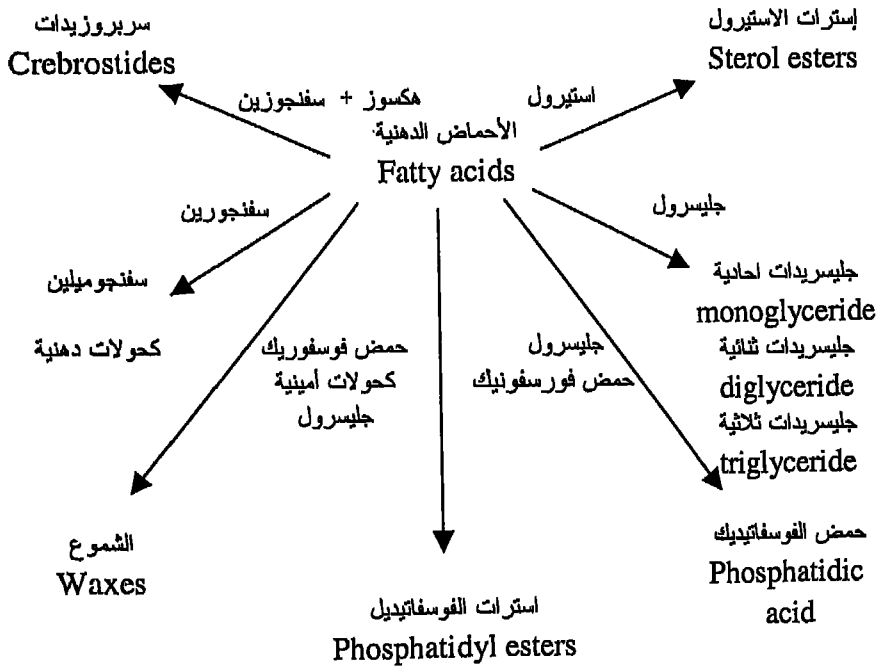 سربروزيدات
Crebrostides
إسترات الاستيرول
Sterol esters
هكسوز + سفنجوزين
استيرول
الأحماض الدهنية
Fatty acids
سفنجورين
جليسرول
سفنجوميلين
جليسريدات احادية
monoglyceride
كحولات دهنية
حمض فوسفوريك
كحولات أمينية
جليسرول
جليسرول
حمض فورسفونيك
جليسريدات ثنائية
diglyceride
جليسريدات ثلاثية
triglyceride
الشموع
Waxes
استرات الفوسفاتيديل
Phosphatidyl esters
حمض الفوسفاتيديك
Phosphatidic
acid